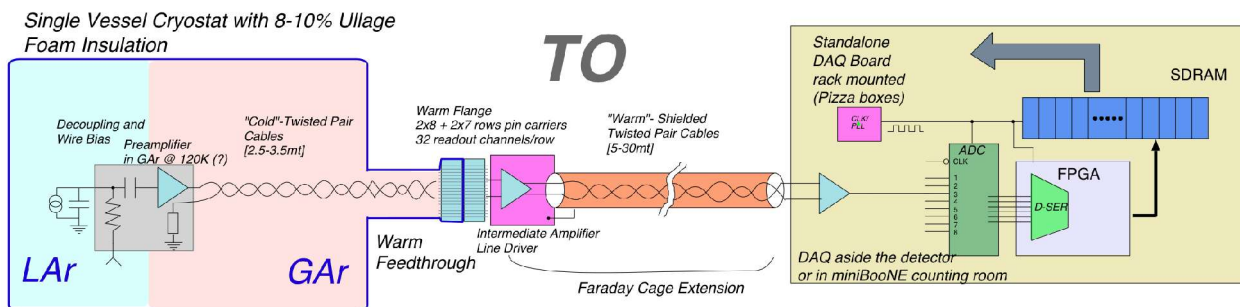 Single Vessel Cryostat with 8-10% Ullage
Foam Insulation
TO
Decoupling and
Wire Bias
Preamplifier
in GAr @ 120K (?)
"Cold"-Twisted Pair
Cables
[2.5-3.5mt]
LAr
GAr
Warm Flange
2x8 + 2x7 rows pin carriers
32 readout channels/row
Warm
Feedthrough
Intermediate Amplifier
Line Driver
"Warm"- Shielded
Twisted Pair Cables
[5-30mt]
Faraday Cage Extension
Standalone
DAQ Board
rack mounted
(Pizza boxes)
SDRAM
CLK/
PLL
ADC
CLK
1
2
3
4
5
6
7
8
FPGA
D-SER
DAQ aside the detector
or in miniBooNE counting room